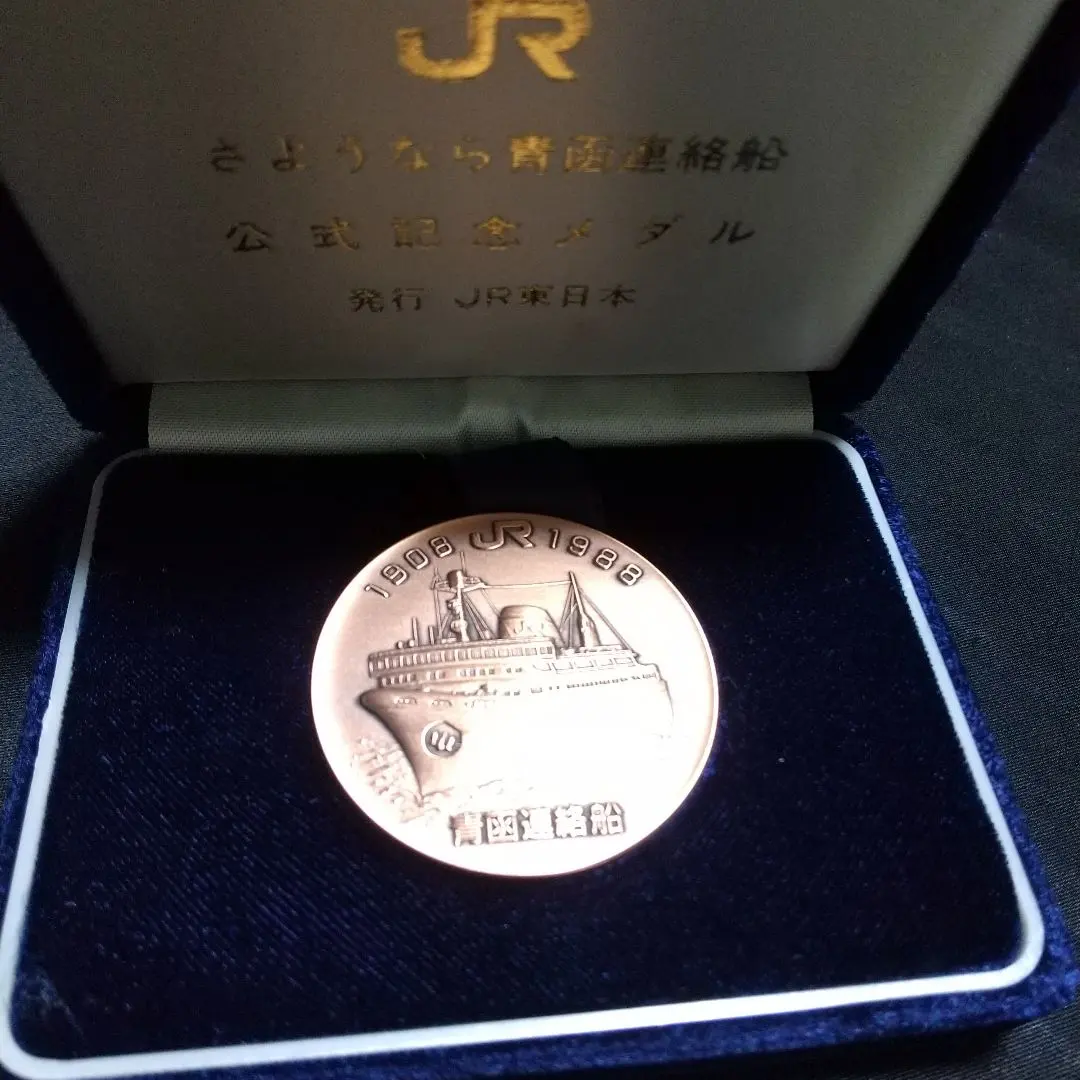 JR
さようなら青函連絡船
公式記念メダル
発行 JR東日本
1908 JR 1988
JR
青函連絡船